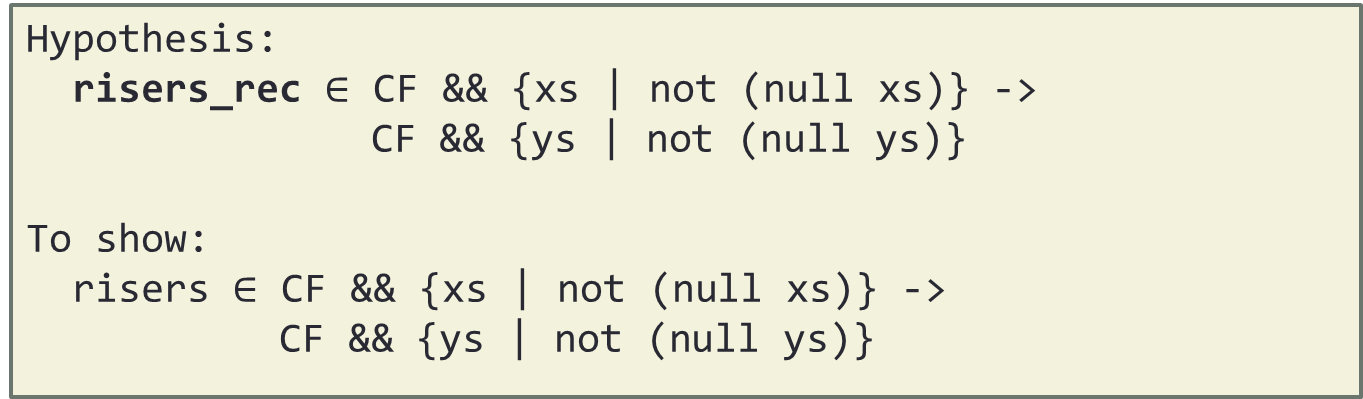 Hypothesis:
risers_rec ∈ CF && {xs | not (null xs)} ->
CF && {ys | not (null ys)}
To show:
risers ∈ CF && {xs | not (null xs)} ->
CF && {ys | not (null ys)}